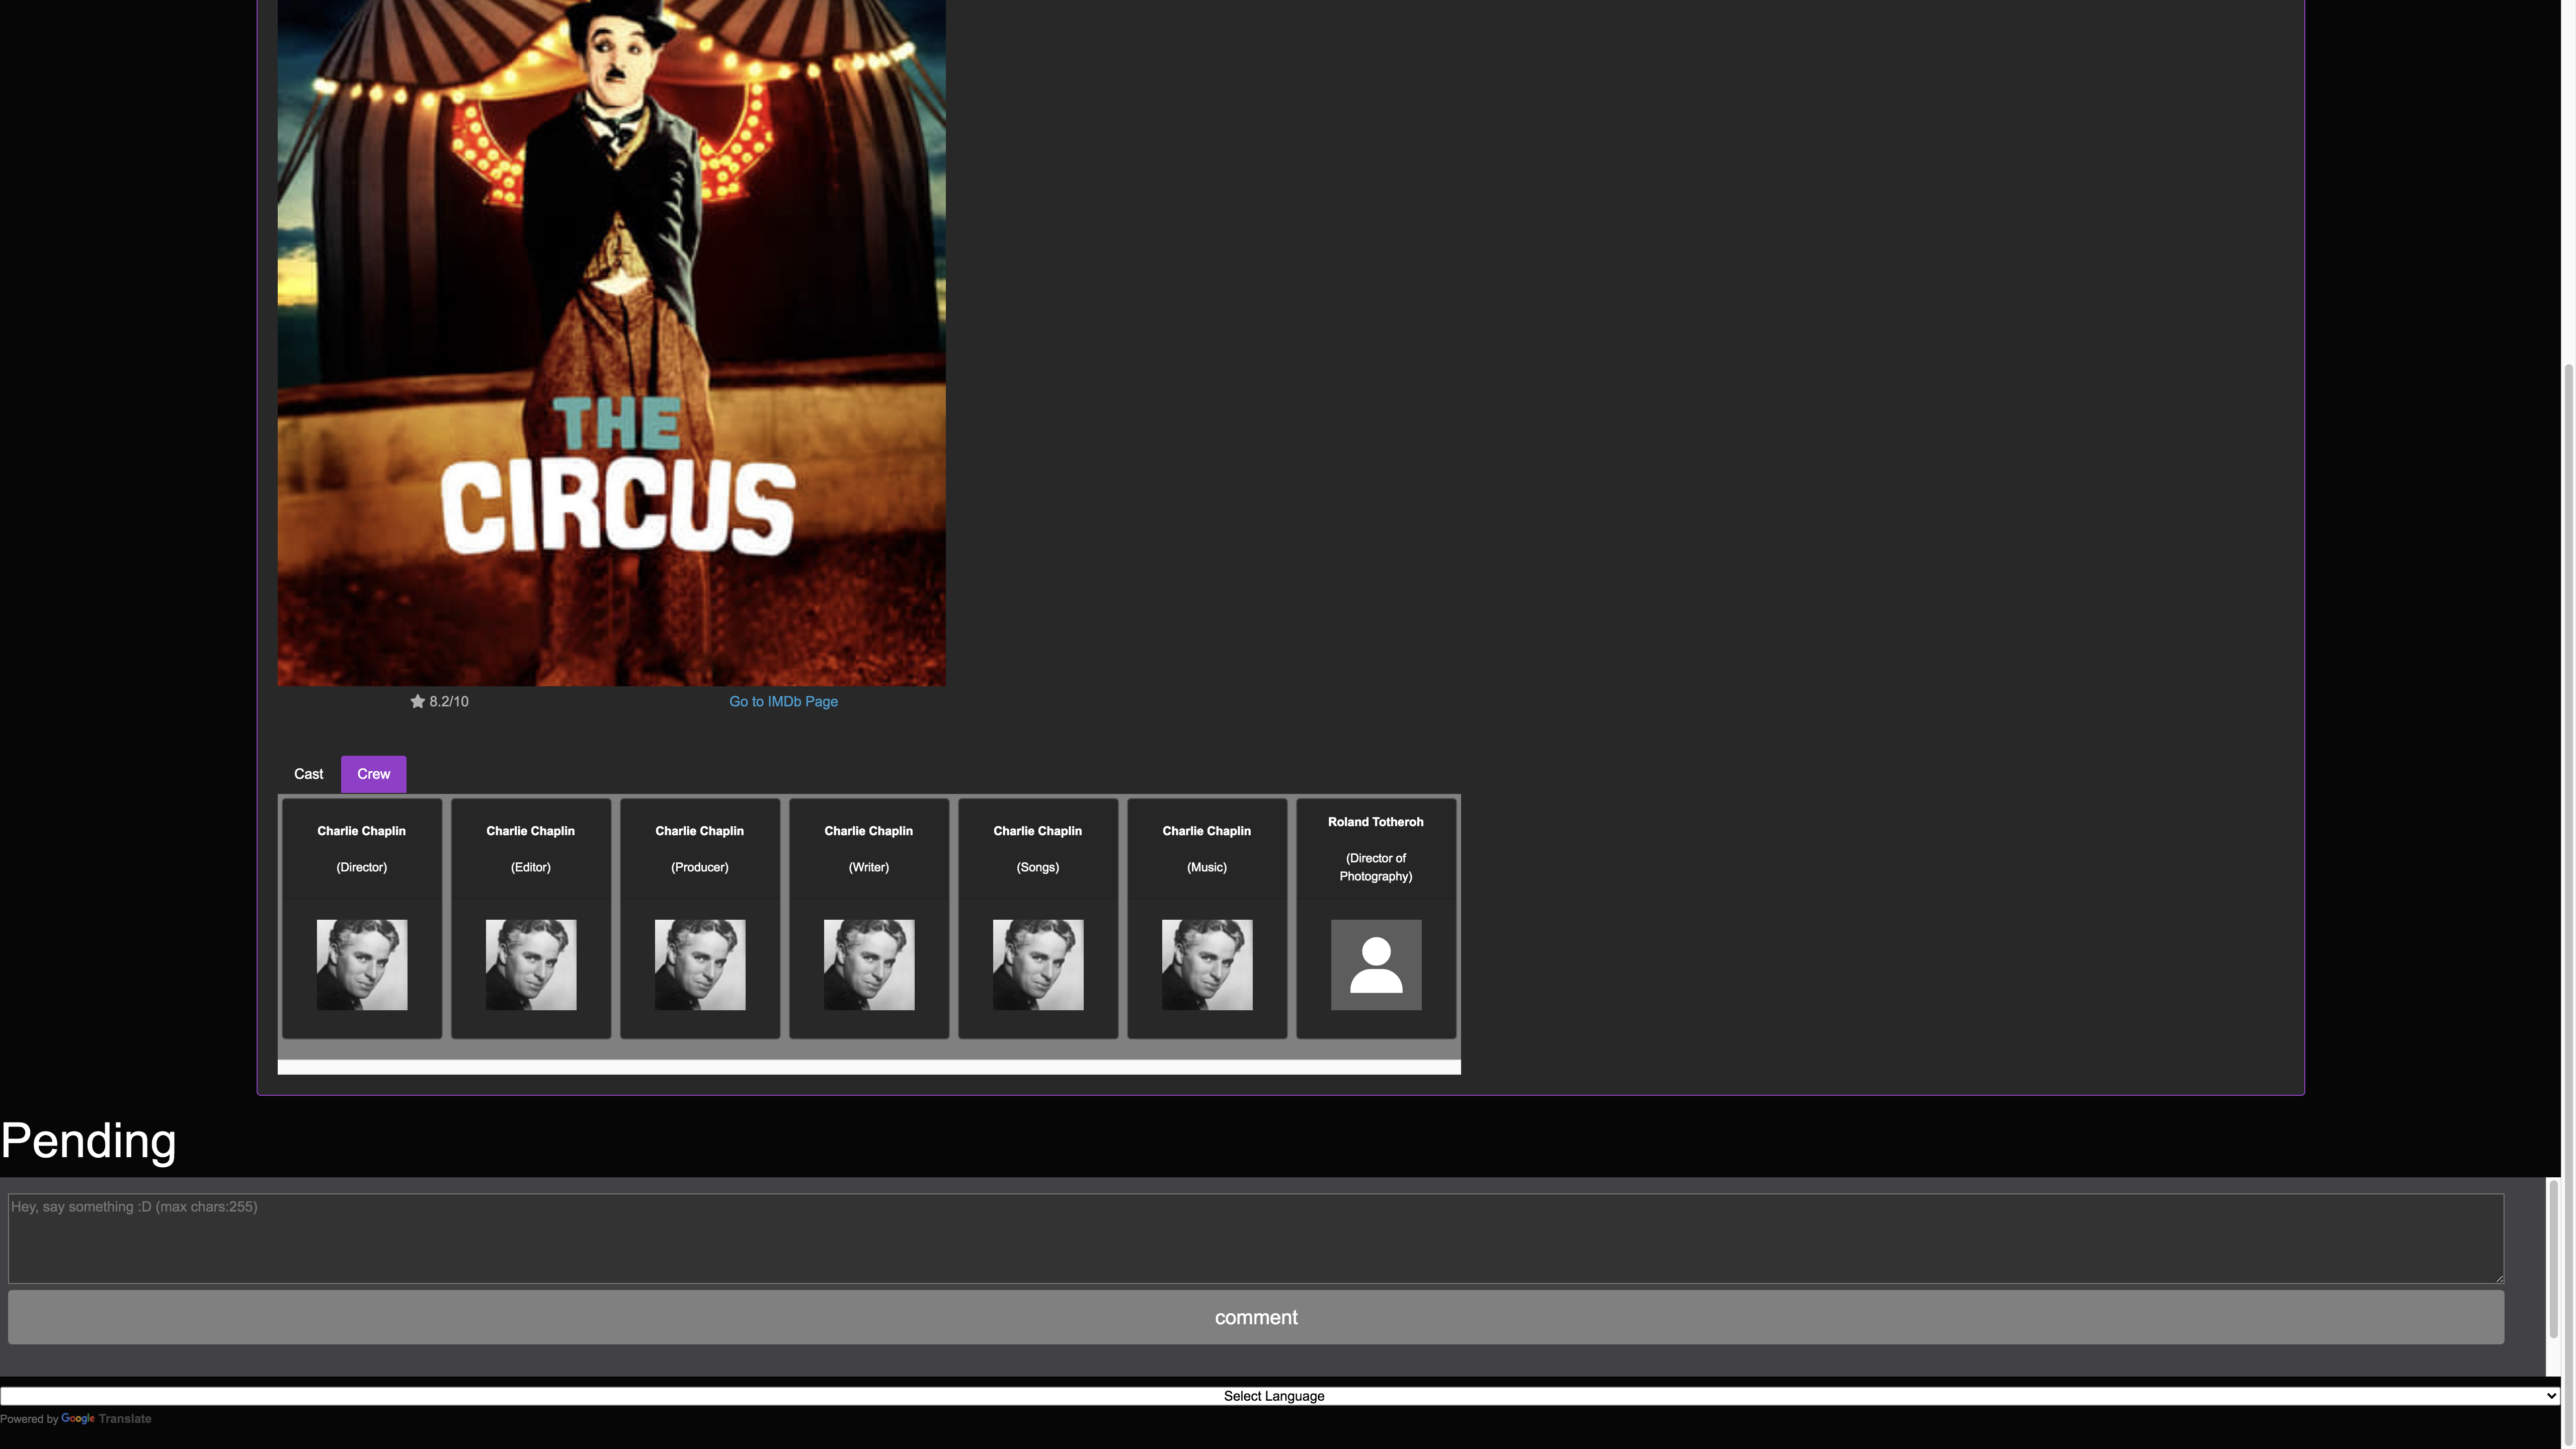 THE
CIRCUS
8.2/10
Go to IMDb Page
Cast
Crew
Charlie Chaplin
(Director)
Charlie Chaplin
(Editor)
Charlie Chaplin
(Producer)
Charlie Chaplin
(Writer)
Charlie Chaplin
(Songs)
Charlie Chaplin
(Music)
Roland Totheroh
(Director of
Photography)
Pending
Hey, say something :D (max chars:255)
comment
Select Language
Powered by Google Translate